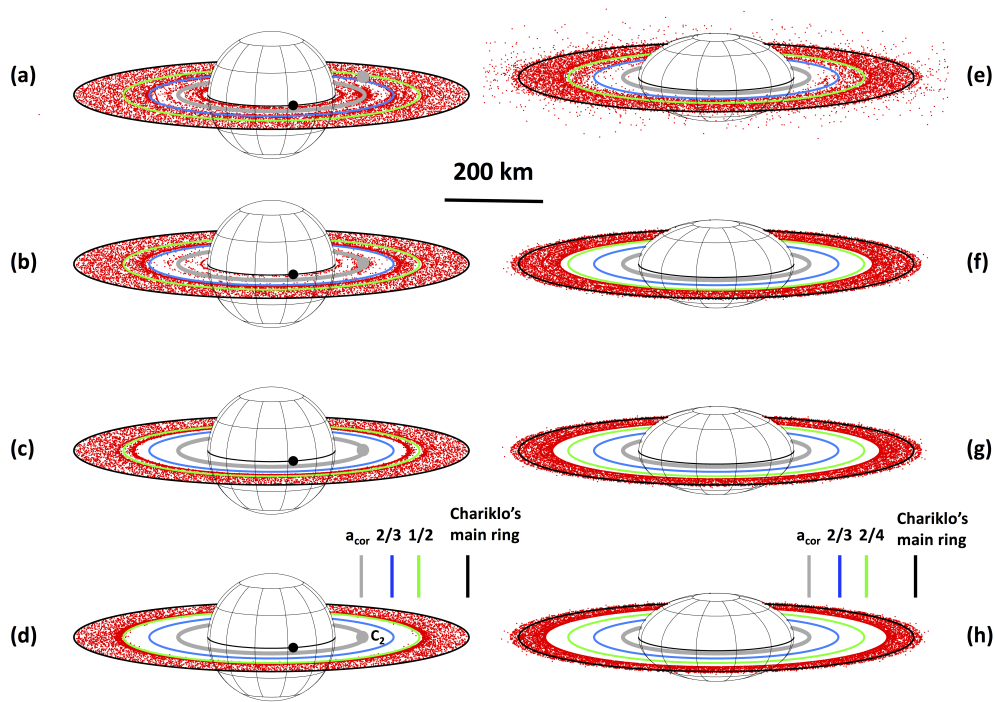 (a)
(e)
200 km
(b)
(f)
(c)
(g)
Chariklo's
main ring
a_cor 2/3 1/2
Chariklo's
main ring
a_cor 2/3 2/4
(d)
C_2
(h)